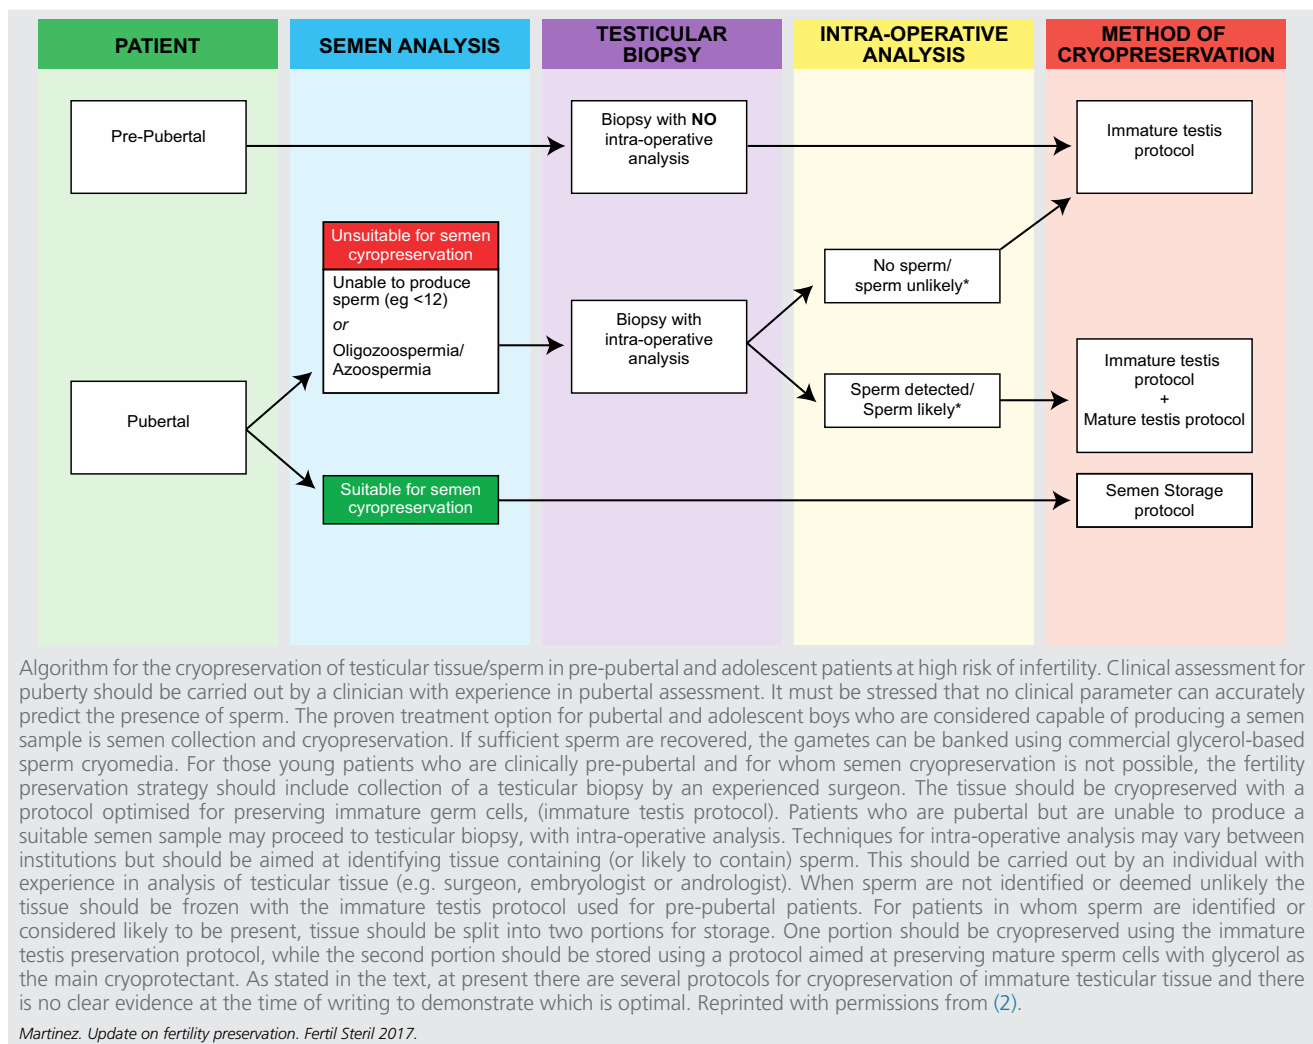 PATIENT
SEMEN ANALYSIS
TESTICULAR
BIOPSY
INTRA-OPERATIVE
ANALYSIS
METHOD OF
CRYOPRESERVATION
Pre-Pubertal
Biopsy with NO
intra-operative
analysis
Immature testis
protocol
Unsuitable for semen
cyropreservation
Unable to produce
sperm (eg <12)
or
Oligozoospermia/
Azoospermia
Biopsy with
intra-operative
analysis
No sperm/
sperm unlikely*
Sperm detected/
Sperm likely*
Immature testis
protocol
+
Mature testis protocol
Pubertal
Suitable for semen
cyropreservation
Semen Storage
protocol
Algorithm for the cryopreservation of testicular tissue/sperm in pre-pubertal and adolescent patients at high risk of infertility. Clinical assessment for
puberty should be carried out by a clinician with experience in pubertal assessment. It must be stressed that no clinical parameter can accurately
predict the presence of sperm. The proven treatment option for pubertal and adolescent boys who are considered capable of producing a semen
sample is semen collection and cryopreservation. If sufficient sperm are recovered, the gametes can be banked using commercial glycerol-based
sperm cryomedia. For those young patients who are clinically pre-pubertal and for whom semen cryopreservation is not possible, the fertility
preservation strategy should include collection of a testicular biopsy by an experienced surgeon. The tissue should be cryopreserved with a
protocol optimised for preserving immature germ cells, (immature testis protocol). Patients who are pubertal but are unable to produce a
suitable semen sample may proceed to testicular biopsy, with intra-operative analysis. Techniques for intra-operative analysis may vary between
institutions but should be aimed at identifying tissue containing (or likely to contain) sperm. This should be carried out by an individual with
experience in analysis of testicular tissue (e.g. surgeon, embryologist or andrologist). When sperm are not identified or deemed unlikely the
tissue should be frozen with the immature testis protocol used for pre-pubertal patients. For patients in whom sperm are identified or
considered likely to be present, tissue should be split into two portions for storage. One portion should be cryopreserved using the immature
testis preservation protocol, while the second portion should be stored using a protocol aimed at preserving mature sperm cells with glycerol as
the main cryoprotectant. As stated in the text, at present there are several protocols for cryopreservation of immature testicular tissue and there
is no clear evidence at the time of writing to demonstrate which is optimal. Reprinted with permissions from (2).
Martinez. Update on fertility preservation. Fertil Steril 2017.